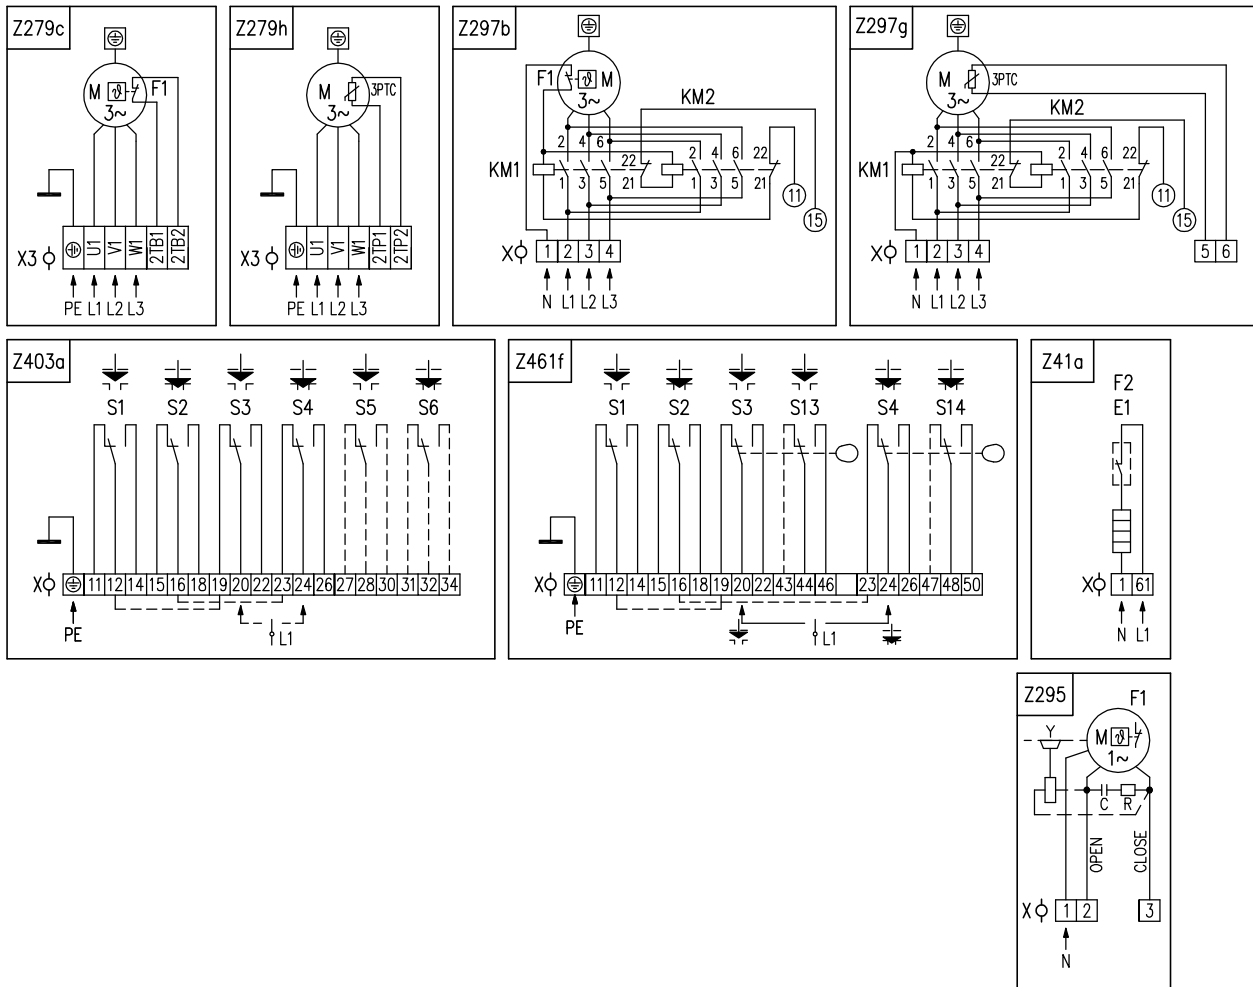 Z279c
M
F1
ϑ
3~
X3
U1
V1
W1
2TB1
2TB2
PE L1 L2 L3
Z279h
M
3PTC
3~
X3
U1
V1
W1
2TP1
2TP2
PE L1 L2 L3
Z297b
F1 ϑ M
3~
KM2
2 4 6
2 4 6 22
KM1
22
1 3 5 21
1 3 5 21
11
15
X 1 2 3 4
N L1 L2 L3
Z297g
M
3PTC
3~
KM2
2 4 6
2 4 6 22
KM1
22
1 3 5 21
1 3 5 21
11
15
X 1 2 3 4
5 6
N L1 L2 L3
Z403a
S1 S2 S3 S4 S5 S6
X 11 12 14 15 16 18 19 20 22 23 24 26 27 28 30 31 32 34
PE
L1
Z461f
S1 S2 S3 S13 S4 S14
X 11 12 14 15 16 18 19 20 22 43 44 46 23 24 26 47 48 50
PE
L1
Z41a
F2
E1
X 1 61
N L1
Z295
F1
Y
M ϑ
1~
C R
OPEN
CLOSE
X 1 2 3
N